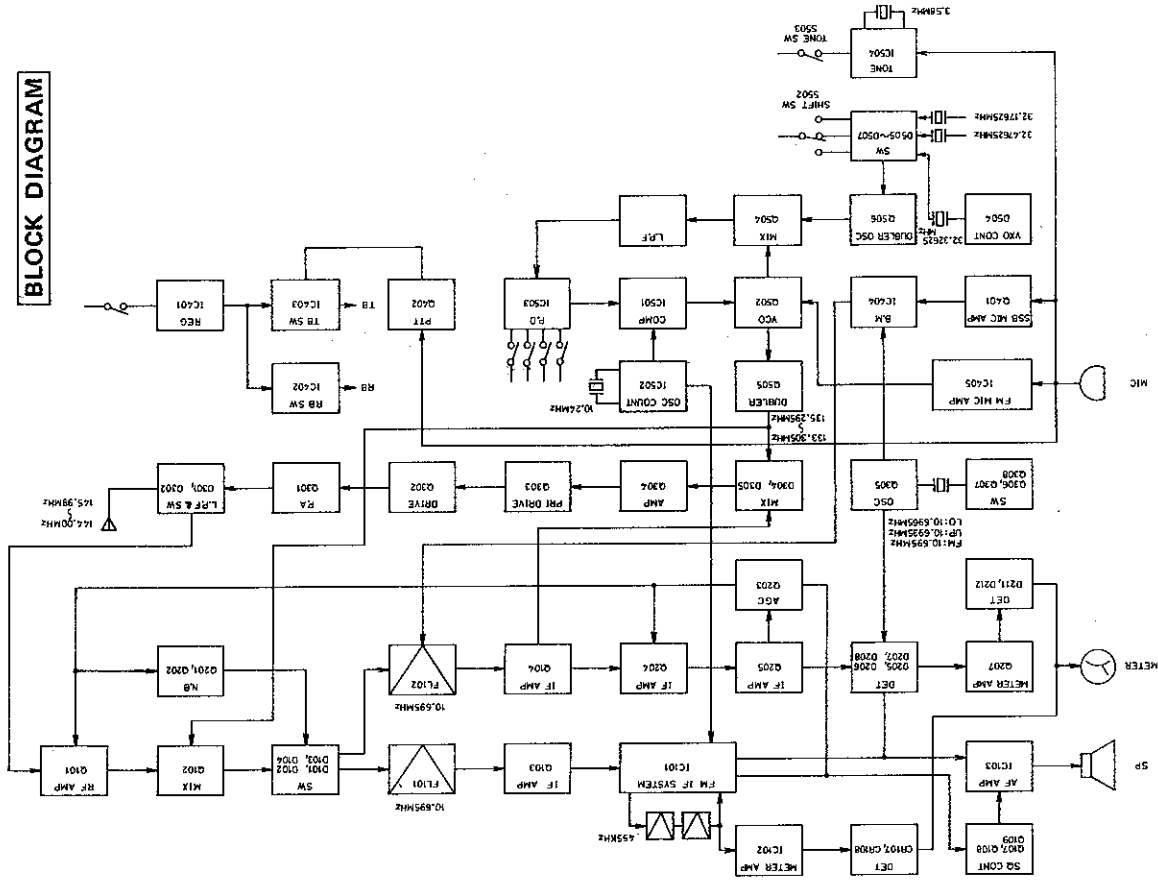 BLOCK DIAGRAM
SQ CONT
Q107, Q108
Q109
DET
CR107, CR108
METER AMP
IC102
455KHz
SP
AF AMP
IC103
FM IF SYSTEM
IC101
IF AMP
Q103
FL101
10.695MHz
SW
D101, D102
D103, D104
MIX
Q102
RF AMP
Q101
METER
METER AMP
Q207
DET
D205, D206
D207, D208
IF AMP
Q205
IF AMP
Q204
IF AMP
Q104
FL102
10.695MHz
N.B
Q201, Q202
DET
D211, D212
AGC
Q203
FM:10.695MHz
UP:10.6935MHz
LO:10.6965MHz
SW
Q306, Q307
Q308
OSC
Q305
MIX
D304, D305
AMP
Q304
PRI DRIVE
Q303
DRIVE
Q302
P.A
Q301
L.P.F & SW
D301, D302
144.00MHz
145.99MHz
133.305MHz
135.295MHz
MIC
FM MIC AMP
IC405
DUBLER
Q505
OSC COUNT
IC502
10.24MHz
RB SW
IC402
RB
SSB MIC AMP
Q401
B.M
IC404
VCO
Q502
COMP
IC501
P.D
IC503
PTT
Q402
TB SW
IC403
TB
REG
IC401
VXO CONT
D504
32.32625
MHz
DUBLER OSC
Q506
MIX
Q504
L.P.F
32.47625MHz
32.17625MHz
SW
D505~D507
SHIFT SW
S502
TONE
IC504
TONE SW
S503
3.58MHz